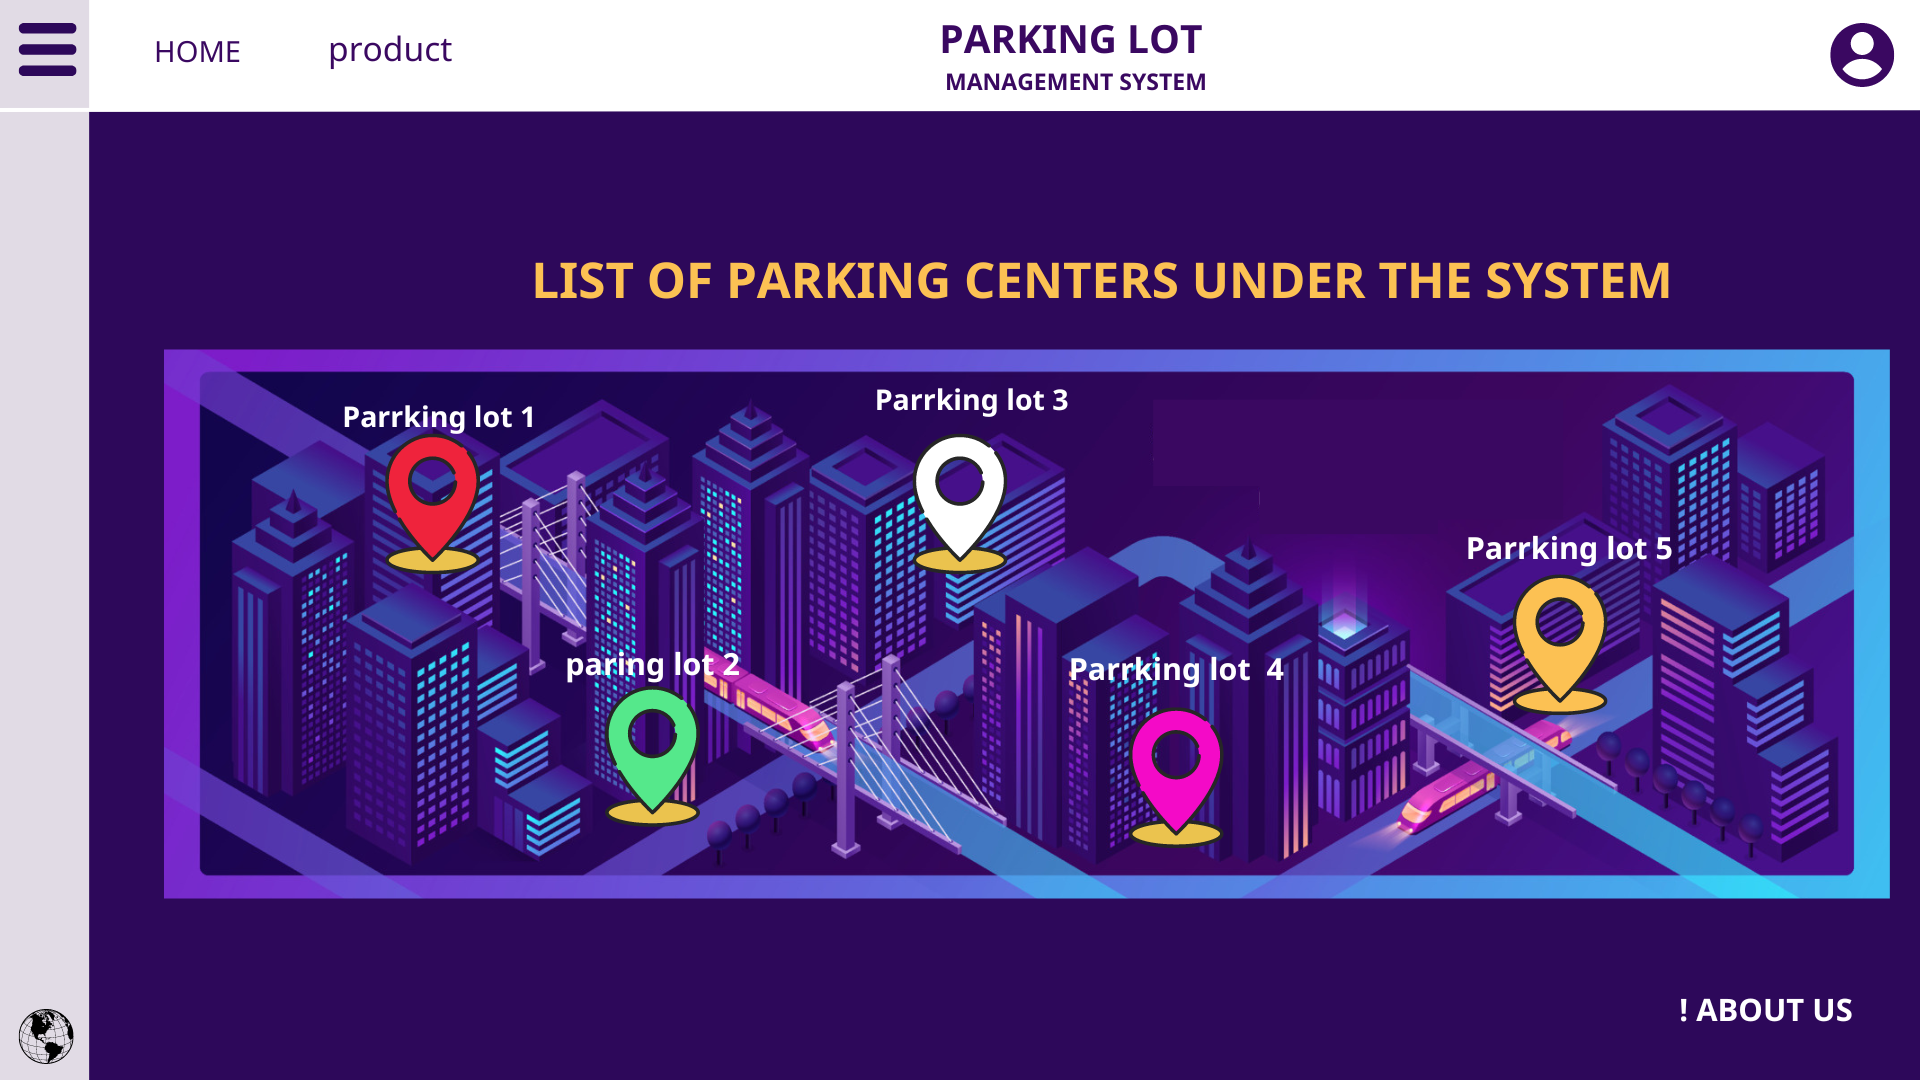 HOME
product
PARKING LOT
MANAGEMENT SYSTEM
LIST OF PARKING CENTERS UNDER THE SYSTEM
Parrking lot 1
Parrking lot 3
Parrking lot 5
paring lot 2
Parrking lot  4
! ABOUT US